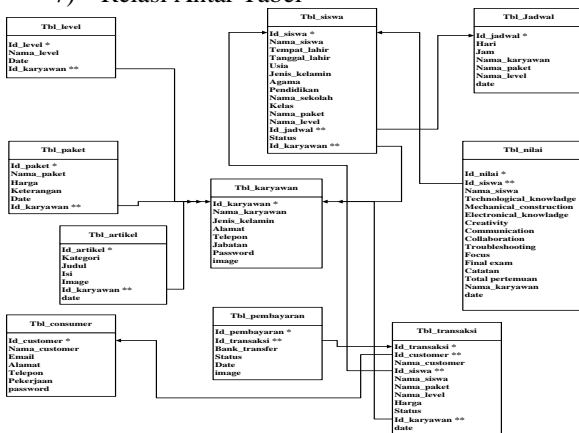 7) Relasi Antar Tabel
Tbl_level
Id_level *
Nama_level
Date
Id_karyawan **
Tbl_siswa
Id_siswa *
Nama_siswa
Tempat_lahir
Tanggal_lahir
Usia
Jenis_kelamin
Agama
Pendidikan
Nama_sekolah
Kelas
Nama_paket
Nama_level
Id_jadwal **
Status
Id_karyawan **
Tbl_Jadwal
Id_jadwal *
Hari
Jam
Nama_karyawan
Nama_paket
Nama_level
date
Tbl_paket
Id_paket *
Nama_paket
Harga
Keterangan
Date
Id_karyawan **
Tbl_karyawan
Id_karyawan *
Nama_karyawan
Jenis_kelamin
Alamat
Telepon
Jabatan
Password
image
Tbl_nilai
Id_nilai *
Id_siswa **
Nama_siswa
Technological_knowladge
Mechanical_construction
Electronical_knowladge
Creativity
Communication
Collaboration
Troubleshooting
Focus
Final exam
Catatan
Total pertemuan
Nama_karyawan
date
Tbl_artikel
Id_artikel *
Kategori
Judul
Isi
Image
Id_karyawan **
date
Tbl_consumer
Id_customer *
Nama_customer
Email
Alamat
Telepon
Pekerjaan
password
Tbl_pembayaran
Id_pembayaran *
Id_transaksi **
Bank_transfer
Status
Date
image
Tbl_transaksi
Id_transaksi *
Id_customer **
Nama_customer
Id_siswa **
Nama_siswa
Nama_paket
Nama_level
Harga
Status
Id_karyawan **
date